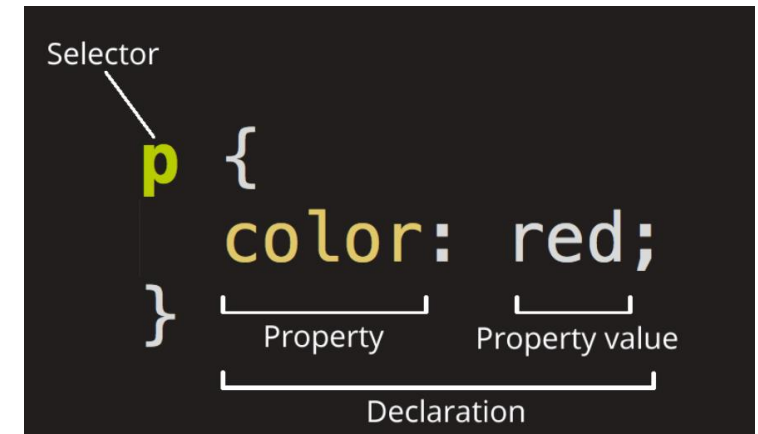 Selector
p {
color: red;
}
Property Property value
Declaration